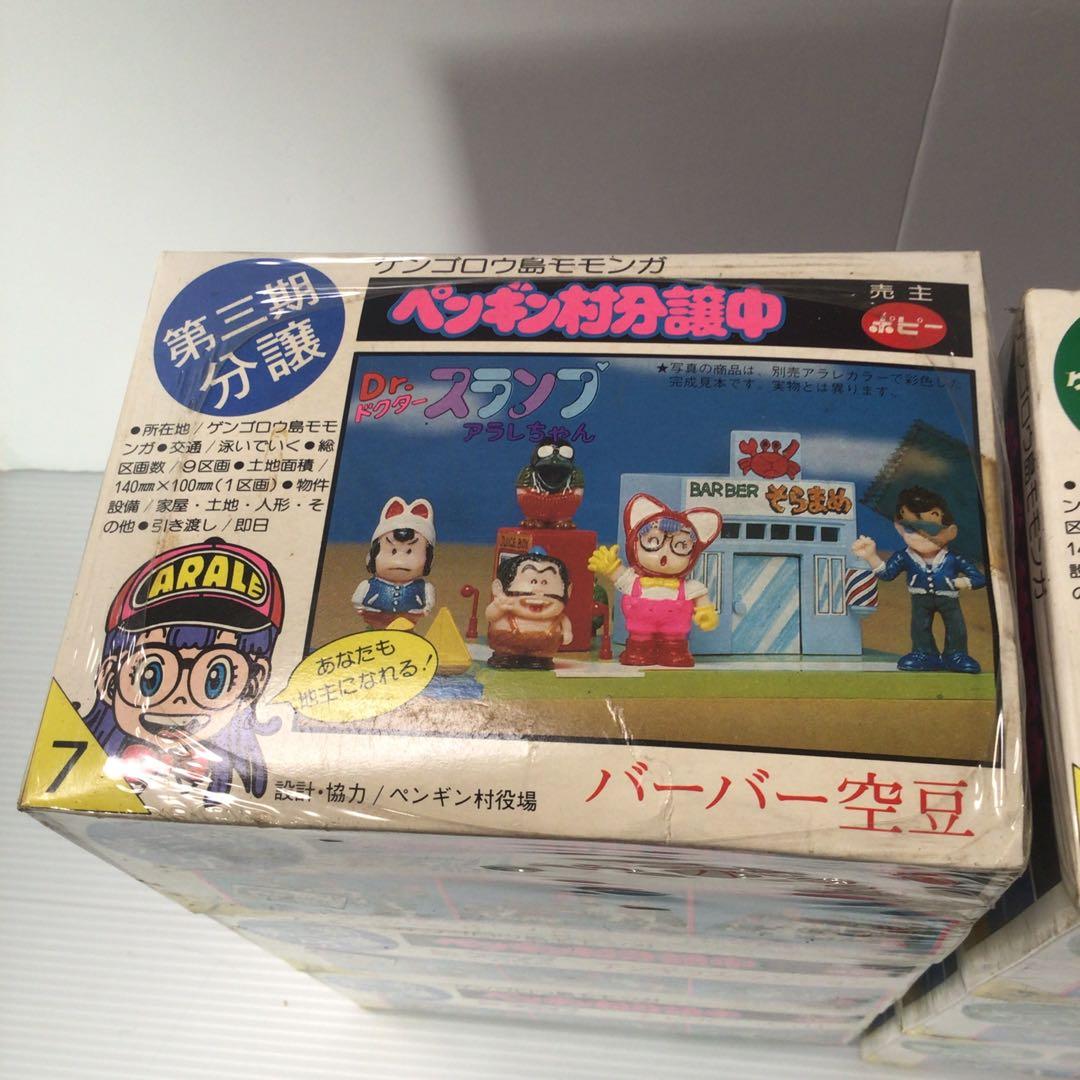 ゲンゴロウ島モモンガ
ペンギン村分譲中
売主
ポピー
第三期
分譲
●所在地/ゲンゴロウ島モモ
ンガ●交通/泳いでいく●総
区画数/9区画●土地面積/
140mm×100mm(1区画)●物件
設備/家屋・土地・人形・そ
の他●引き渡し/即日
★写真の商品は、別売アラレカラーで彩色した
完成見本です。実物とは異ります。
Dr.
ドクター
スランプ
アラレちゃん
BARBER
そらまめ
JUICE BOY
ARALE
あなたも
地主になれる!
7
設計・協力/ペンギン村役場
バーバー空豆